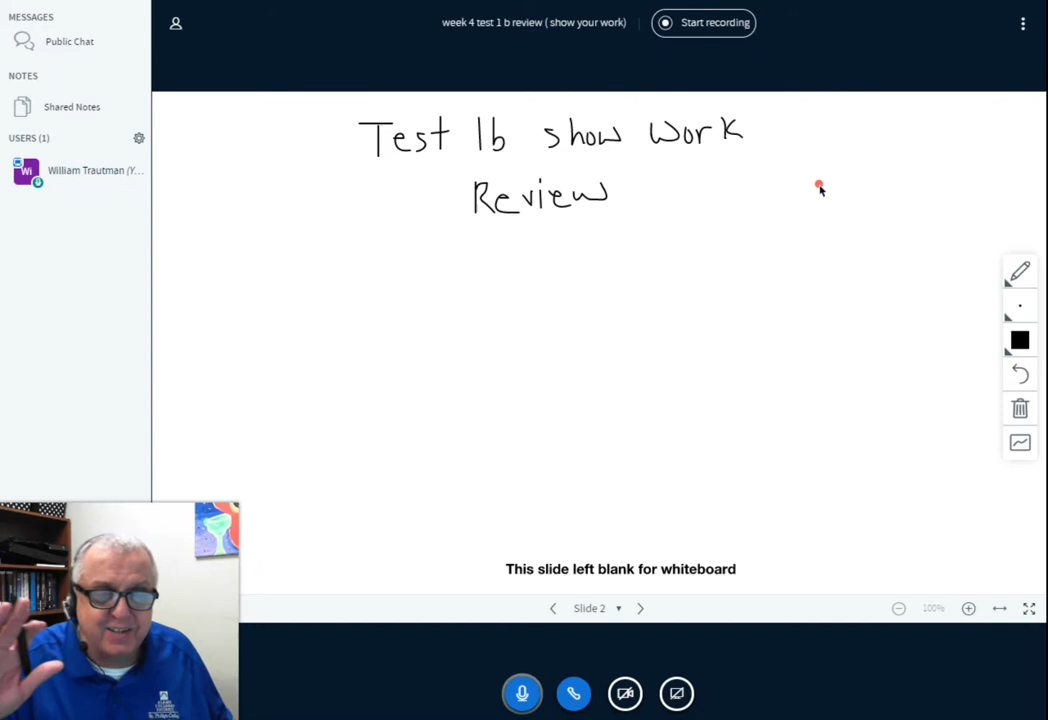 MESSAGES
Public Chat
NOTES
Shared Notes
USERS (1)
Wi
William Trautman (Y...
week 4 test 1 b review ( show your work)
Start recording
Test 1b show work
Review
This slide left blank for whiteboard
Slide 2
100%